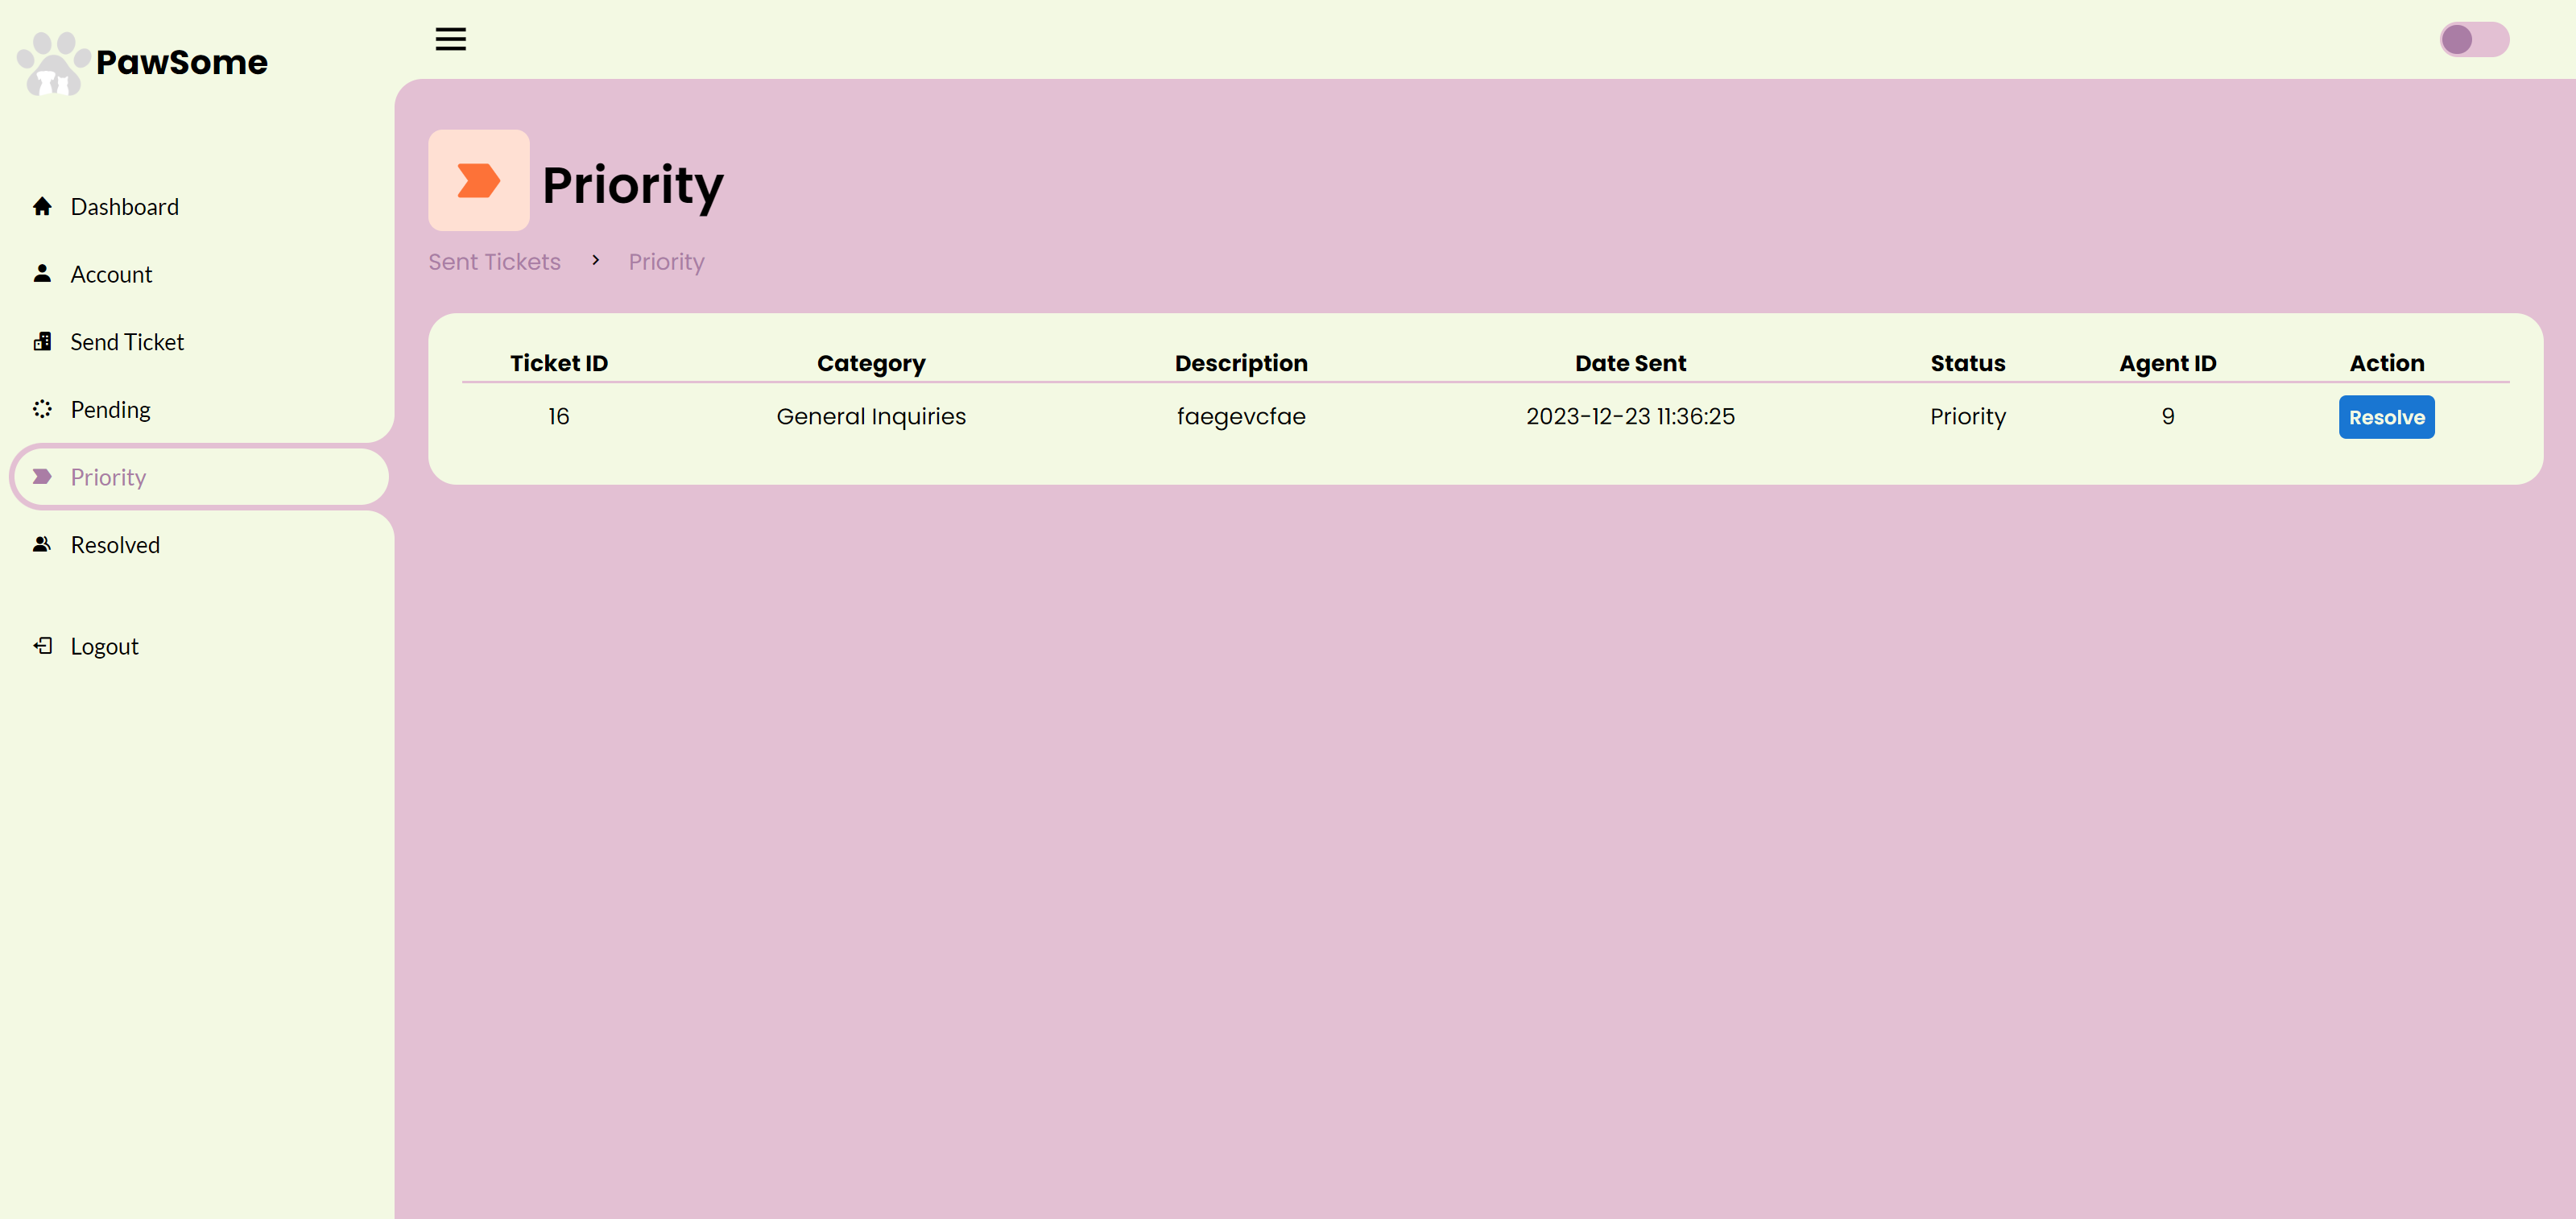 PawSome
Dashboard
Account
Send Ticket
Pending
Priority
Resolved
Logout
Priority
Sent Tickets > Priority
Ticket ID Category Description Date Sent Status Agent ID Action
16 General Inquiries faegevcfae 2023-12-23 11:36:25 Priority 9 Resolve